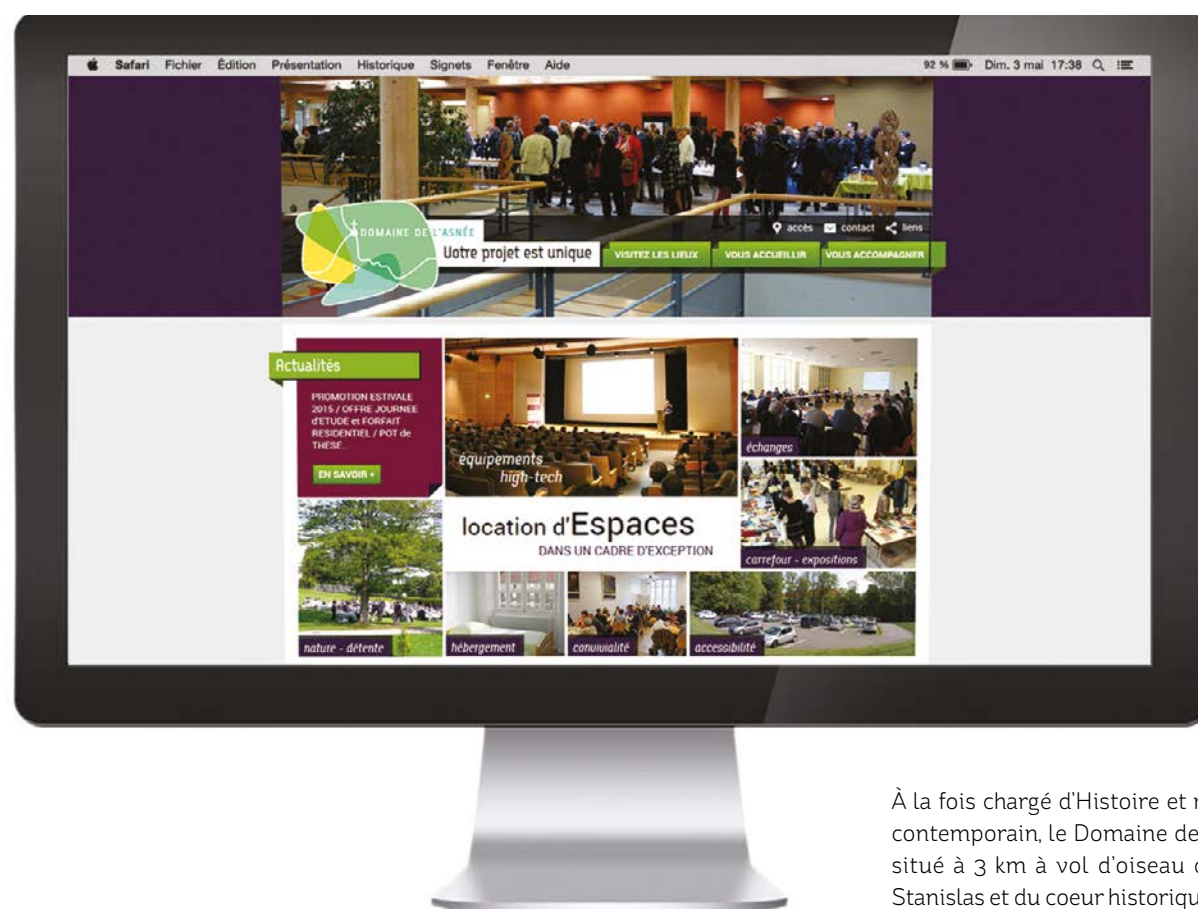 Safari Fichier Édition Présentation Historique Signets Fenêtre Aide 92 % Dim. 3 mai 17:38
accès contact liens
DOMAINE DE L'ASNÉE
Votre projet est unique VISITEZ LES LIEUX VOUS ACCUEILLIR VOUS ACCOMPAGNER
Actualités
PROMOTION ESTIVALE
2015 / OFFRE JOURNEE
d'ETUDE et FORFAIT
RESIDENTIEL / POT de
THESE...
EN SAVOIR +
équipements
high-tech
échanges
location d'Espaces
DANS UN CADRE D'EXCEPTION
carrefour - expositions
nature - détente
hébergement
convivialité
accessibilité
À la fois chargé d'Histoire et
contemporain, le Domaine de
situé à 3 km à vol d'oiseau
Stanislas et du coeur historiqu